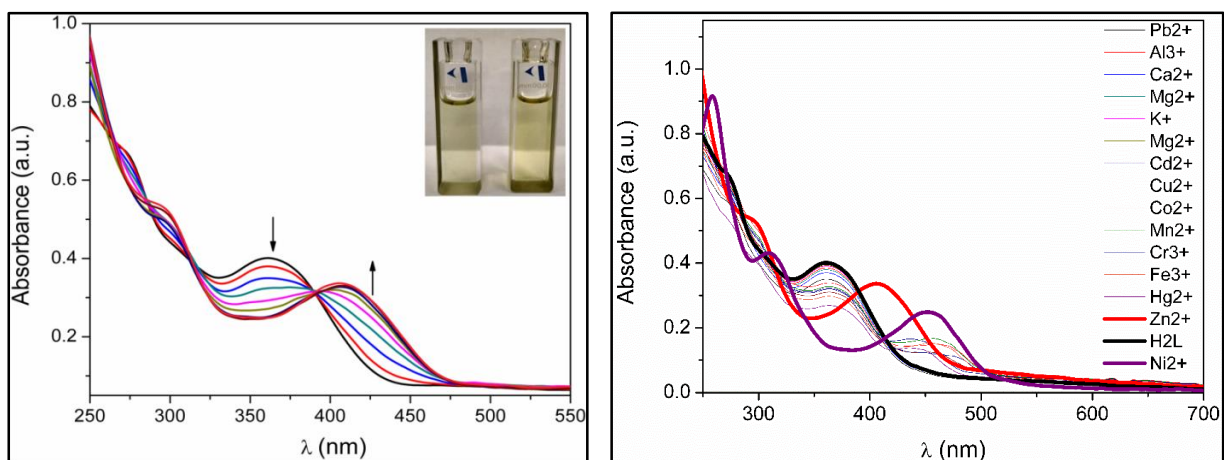 1.0
0.8
0.6
0.4
0.2
Absorbance (a.u.)
250 300 350 400 450 500 550
λ (nm)
1.0
0.8
0.6
0.4
0.2
0.0
Absorbance (a.u.)
300 400 500 600 700
λ (nm)
Pb2+
Al3+
Ca2+
Mg2+
K+
Mg2+
Cd2+
Cu2+
Co2+
Mn2+
Cr3+
Fe3+
Hg2+
Zn2+
H2L
Ni2+